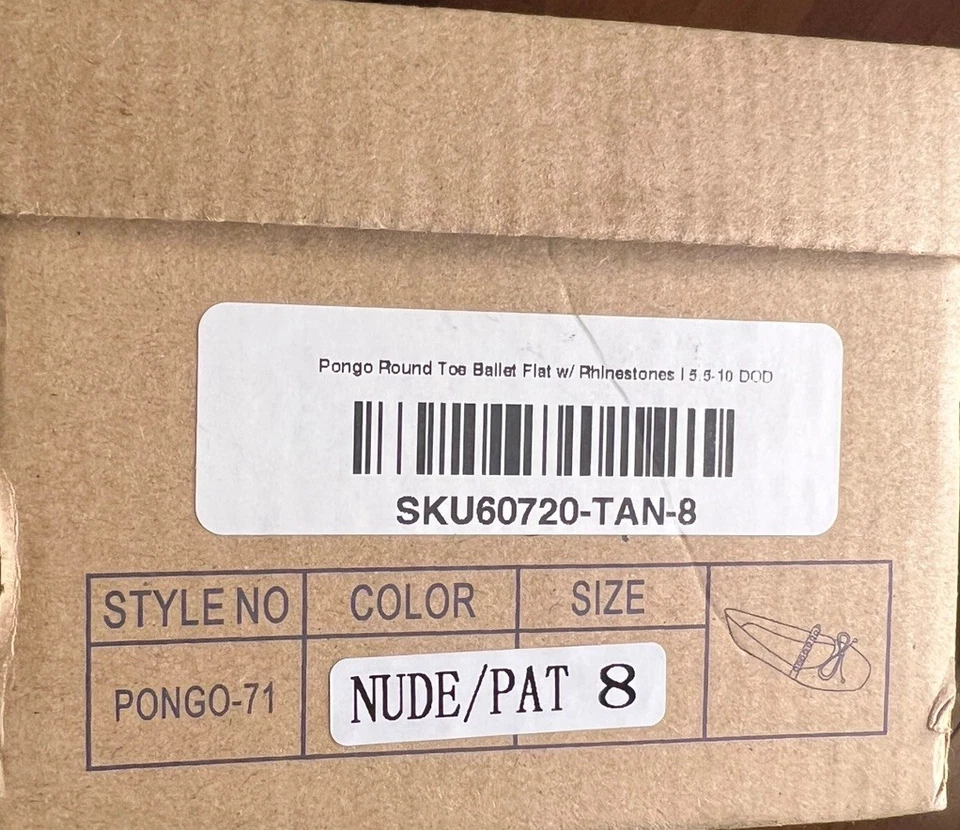 Pongo Round Toe Ballet Flat w/ Rhinestones | 5.5-10 DOD
SKU60720-TAN-8
STYLE NO COLOR SIZE
PONGO-71 NUDE/PAT 8